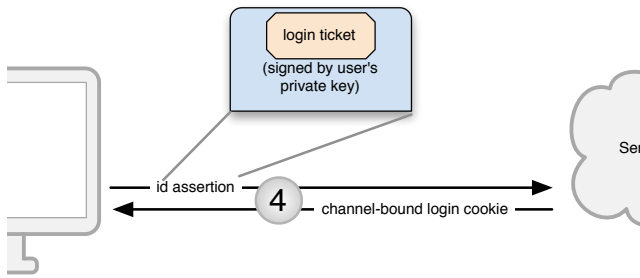 login ticket
(signed by user's
private key)
id assertion
4
channel-bound login cookie